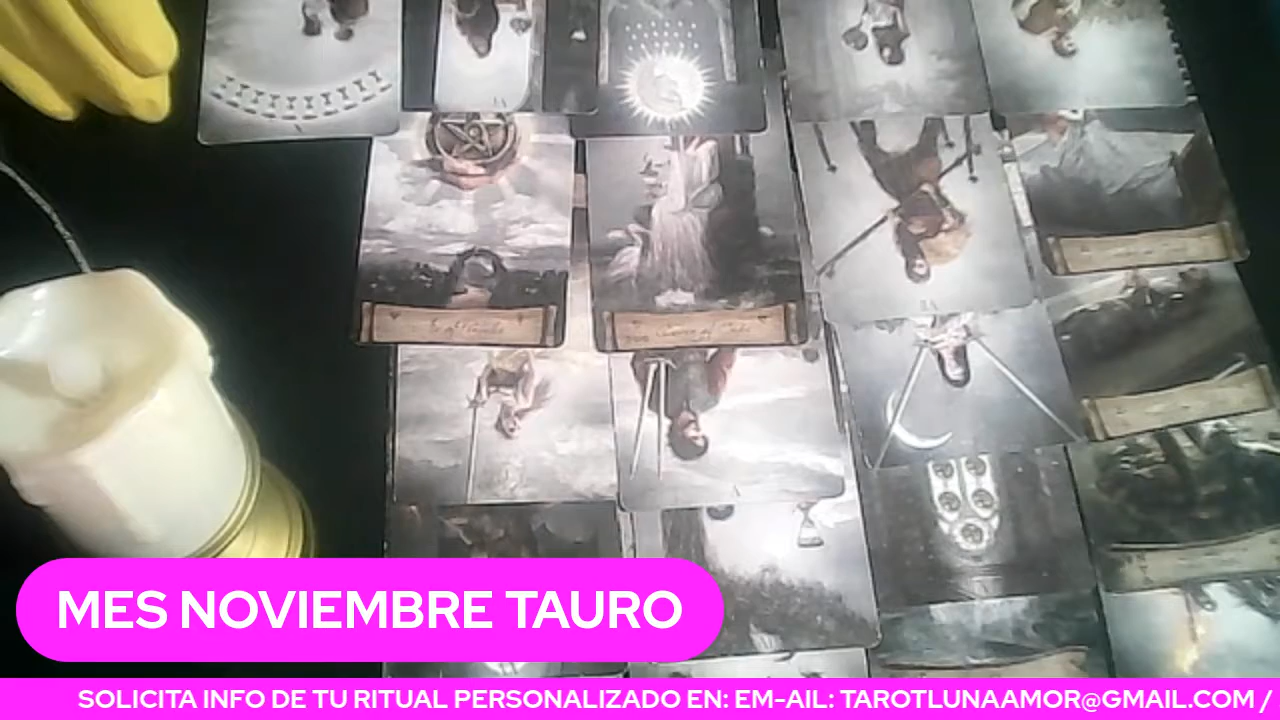 MES NOVIEMBRE TAURO
SOLICITA INFO DE TU RITUAL PERSONALIZADO EN: EM-AIL: TAROTLUNAAMOR@GMAIL.COM /